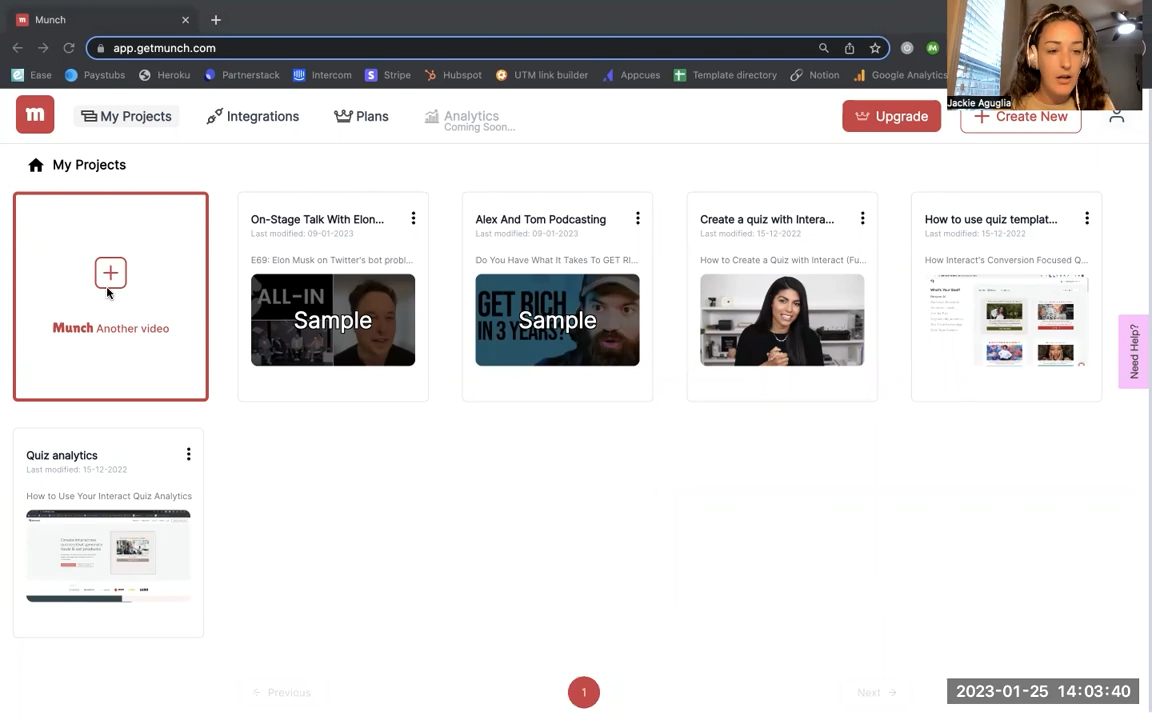 Munch
app.getmunch.com
Ease
Paystubs
Heroku
Partnerstack
Intercom
Stripe
Hubspot
UTM link builder
Appcues
Template directory
Notion
Google Analytics
Jackie Aguglia
m
My Projects
Integrations
Plans
Analytics
Coming Soon...
Upgrade
Create New
My Projects
Munch Another video
On-Stage Talk With Elon...
Last modified: 09-01-2023
E69: Elon Musk on Twitter's bot probl...
ALL-IN
Sample
Alex And Tom Podcasting
Last modified: 09-01-2023
Do You Have What It Takes To GET RI...
GET RICH
IN 3 YEARS!
Sample
Create a quiz with Intera...
Last modified: 15-12-2022
How to Create a Quiz with Interact (Fu...
How to use quiz templat...
Last modified: 15-12-2022
How Interact's Conversion Focused Q...
Need Help?
Quiz analytics
Last modified: 15-12-2022
How to Use Your Interact Quiz Analytics
Previous
1
Next
2023-01-25 14:03:40